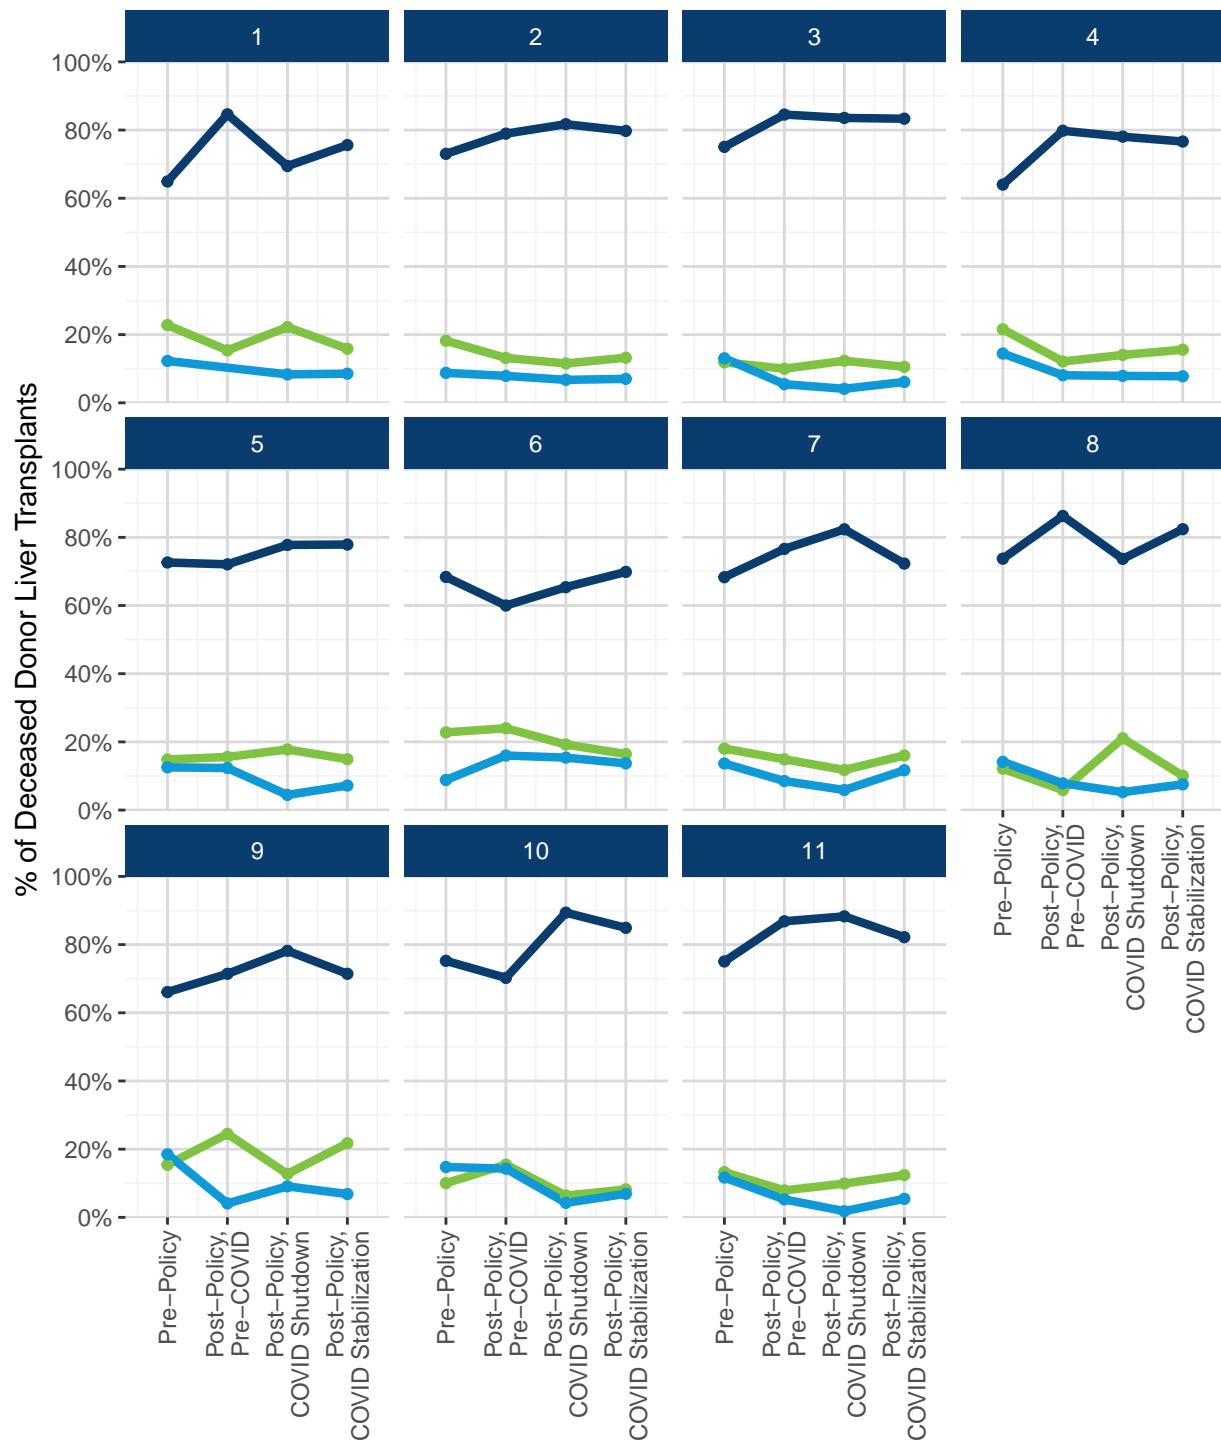 1 2 3 4
100%
80%
60%
40%
20%
0%
5 6 7 8
100%
80%
60%
40%
20%
0%
9 10 11
100%
80%
60%
40%
20%
0%
% of Deceased Donor Liver Transplants
Pre−Policy
Post−Policy,
Pre−COVID
Post−Policy,
COVID Shutdown
Post−Policy,
COVID Stabilization
Pre−Policy
Post−Policy,
Pre−COVID
Post−Policy,
COVID Shutdown
Post−Policy,
COVID Stabilization
Pre−Policy
Post−Policy,
Pre−COVID
Post−Policy,
COVID Shutdown
Post−Policy,
COVID Stabilization
Pre−Policy
Post−Policy,
Pre−COVID
Post−Policy,
COVID Shutdown
Post−Policy,
COVID Stabilization